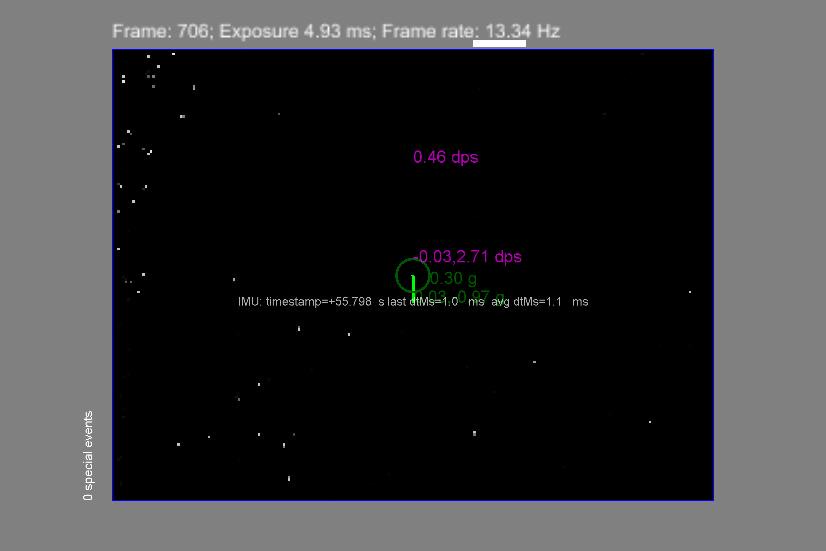 Frame: 706; Exposure 4.93 ms; Frame rate: 13.34 Hz
0.46 dps
-0.03,2.71 dps
0.30 g
IMU: timestamp=+55.798 s last dtMs=1.0 ms avg dtMs=1.1 ms
0 special events